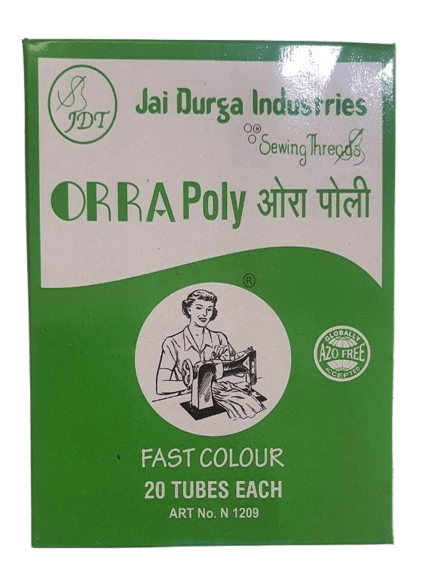 JDT
Jai Durga Industries
Sewing Threads
ORRA Poly ओरा पोली
®
GLOBALLY
AZO FREE
ACCEPTED
FAST COLOUR
20 TUBES EACH
ART No. N 1209